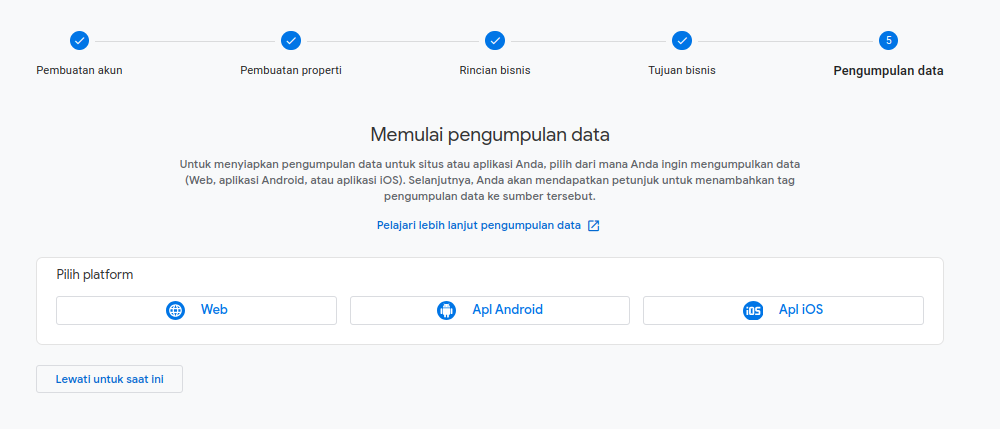 5
Pembuatan akun
Pembuatan properti
Rincian bisnis
Tujuan bisnis
Pengumpulan data
Memulai pengumpulan data
Untuk menyiapkan pengumpulan data untuk situs atau aplikasi Anda, pilih dari mana Anda ingin mengumpulkan data
(Web, aplikasi Android, atau aplikasi iOS). Selanjutnya, Anda akan mendapatkan petunjuk untuk menambahkan tag
pengumpulan data ke sumber tersebut.
Pelajari lebih lanjut pengumpulan data
Pilih platform
Web
Apl Android
iOS Apl iOS
Lewati untuk saat ini